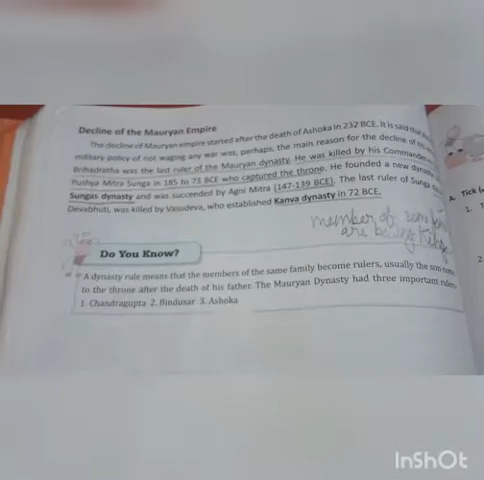 Decline of the Mauryan Empire
The decline of Mauryan empire started after the death of Ashoka in 232 BCE. It is said that
military policy of not waging any war was, perhaps, the main reason for the decline of
Brihadratha was the last ruler of the Mauryan dynasty. He was killed by his Commander
Pushya Mitra Sunga in 185 to 73 BCE who captured the throne. He founded a new dynasty
Sungas dynasty and was succeeded by Agni Mitra (147-139 BCE). The last ruler of Sunga
Devabhuti, was killed by Vasudeva, who established Kanva dynasty in 72 BCE.
member of
are being
Do You Know?
A dynasty rule means that the members of the same family become rulers, usually the son
to the throne after the death of his father. The Mauryan Dynasty had three important rulers
1. Chandragupta 2. Bindusar 3. Ashoka
A. Tick
1.
2
InShOt